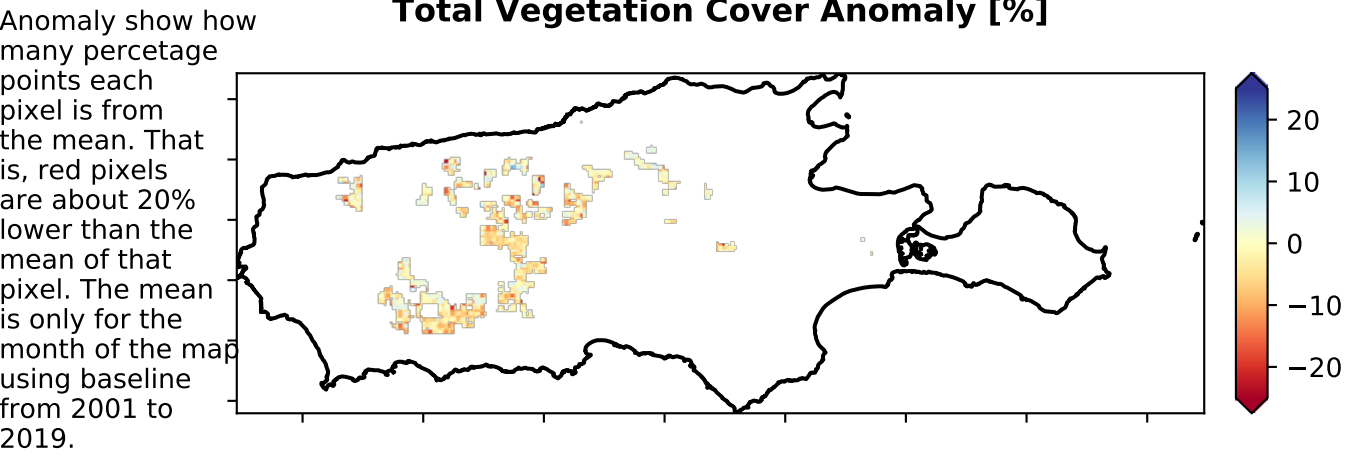 Total Vegetation Cover Anomaly [%]
Anomaly show how
many percetage
points each
pixel is from
the mean. That
is, red pixels
are about 20%
lower than the
mean of that
pixel. The mean
is only for the
month of the map
using baseline
from 2001 to
2019.
20
10
0
−10
−20